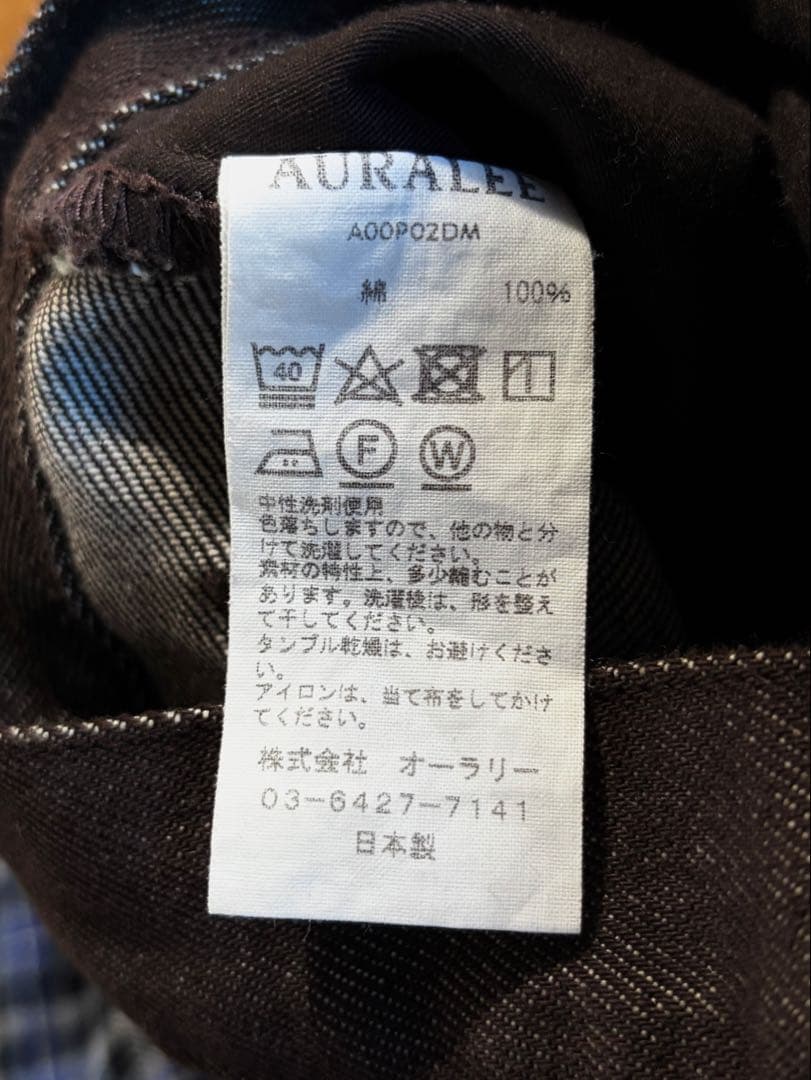 AURALEE
A00P02DM
綿 100%
40
F W
中性洗剤使用
色落ちしますので、他の物と分
けて洗濯してください。
素材の特性上、多少縮むことが
あります。洗濯後は、形を整え
て干してください。
タンブル乾燥は、お避けくださ
い。
アイロンは、当て布をしてかけ
てください。
株式会社 オーラリー
03-6427-7141
日本製